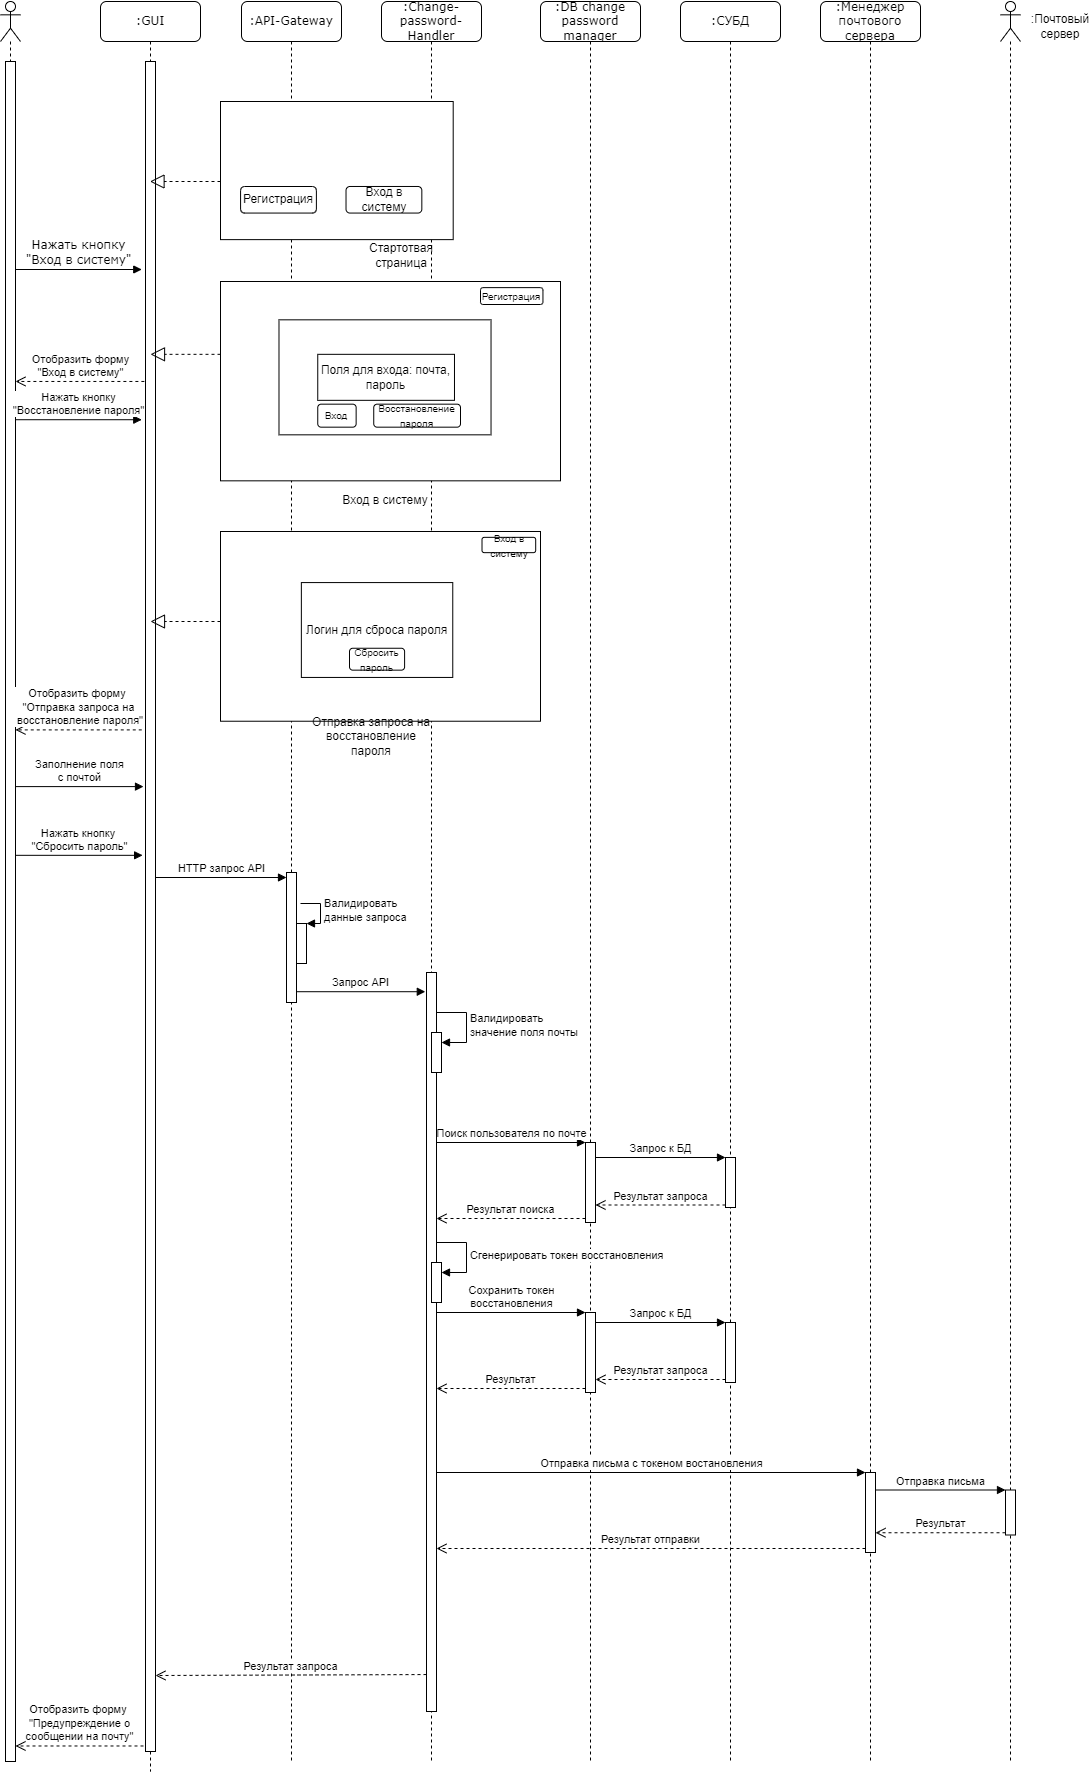 :GUI
:API-Gateway
:Change-
password-
Handler
:DB change
password
manager
:СУБД
:Менеджер
почтового
сервера
:Почтовый
сервер
Регистрация
Вход в
систему
Стартотвая
страница
Нажать кнопку
"Вход в систему"
Регистрация
Поля для входа: почта,
пароль
Вход
Восстановление
пароля
Вход в систему
Отобразить форму
"Вход в систему"
Нажать кнопку
"Восстановление пароля"
Вход в
систему
Логин для сброса пароля
Сбросить
пароль
Отправка запроса на
восстановление
пароля
Отобразить форму
"Отправка запроса на
восстановление пароля"
Заполнение поля
с почтой
Нажать кнопку
"Сбросить пароль"
HTTP запрос API
Валидировать
данные запроса
Запрос API
Валидировать
значение поля почты
Поиск пользователя по почте
Запрос к БД
Результат запроса
Результат поиска
Сгенерировать токен восстановления
Сохранить токен
восстановления
Запрос к БД
Результат запроса
Результат
Отправка письма с токеном востановления
Отправка письма
Результат
Результат отправки
Результат запроса
Отобразить форму
"Предупреждение о
сообщении на почту"